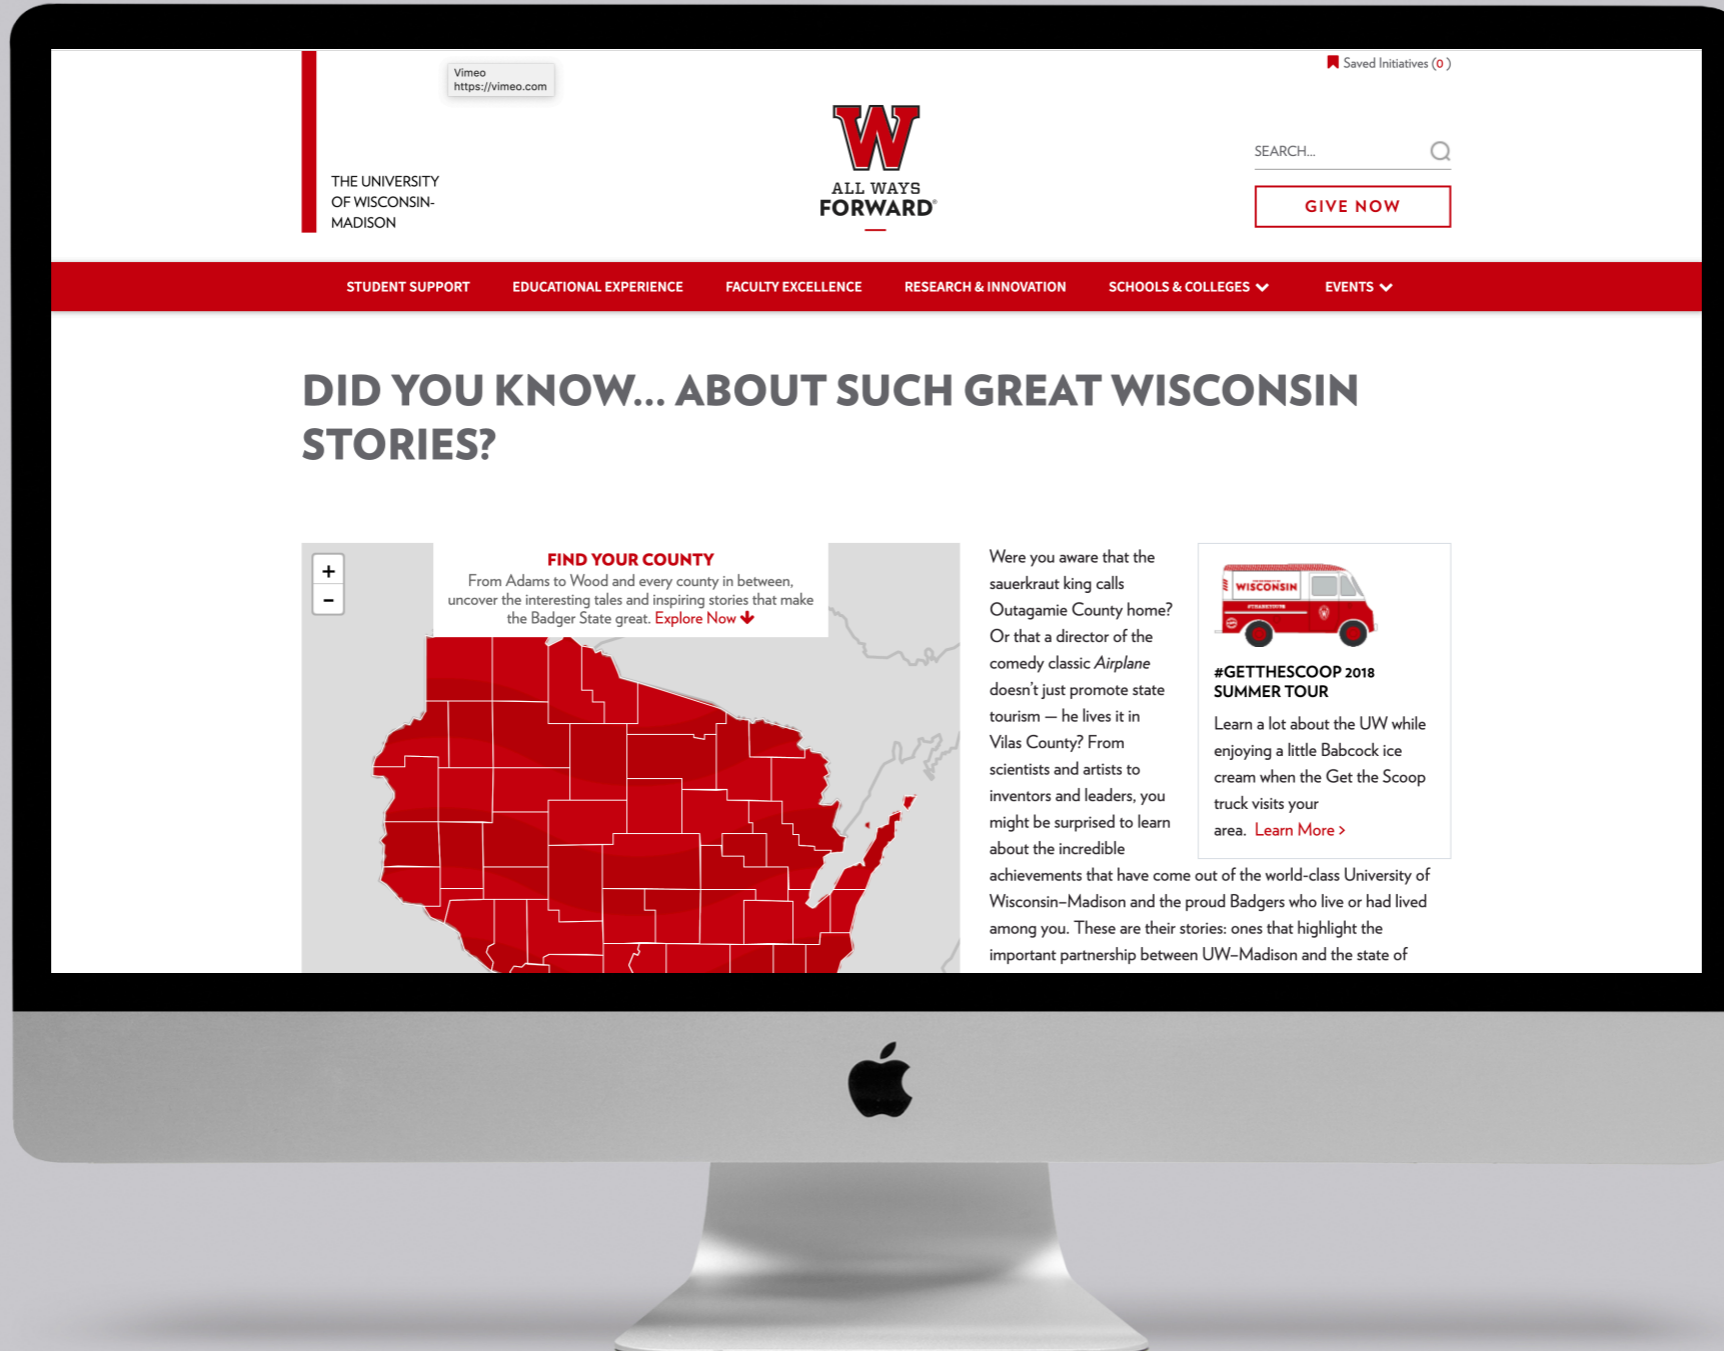 Vimeo
https://vimeo.com
Saved Initiatives (0 )
THE UNIVERSITY
OF WISCONSIN-
MADISON
W
ALL WAYS
FORWARD®
SEARCH...
GIVE NOW
STUDENT SUPPORT EDUCATIONAL EXPERIENCE FACULTY EXCELLENCE RESEARCH & INNOVATION SCHOOLS & COLLEGES EVENTS
DID YOU KNOW... ABOUT SUCH GREAT WISCONSIN
STORIES?
+
-
FIND YOUR COUNTY
From Adams to Wood and every county in between,
uncover the interesting tales and inspiring stories that make
the Badger State great. Explore Now
Were you aware that the
sauerkraut king calls
Outagamie County home?
Or that a director of the
comedy classic Airplane
doesn't just promote state
tourism — he lives it in
Vilas County? From
scientists and artists to
inventors and leaders, you
might be surprised to learn
about the incredible
achievements that have come out of the world-class University of
Wisconsin–Madison and the proud Badgers who live or had lived
among you. These are their stories: ones that highlight the
important partnership between UW–Madison and the state of
WISCONSIN
#GETTHESCOOP 2018
SUMMER TOUR
Learn a lot about the UW while
enjoying a little Babcock ice
cream when the Get the Scoop
truck visits your
area. Learn More >